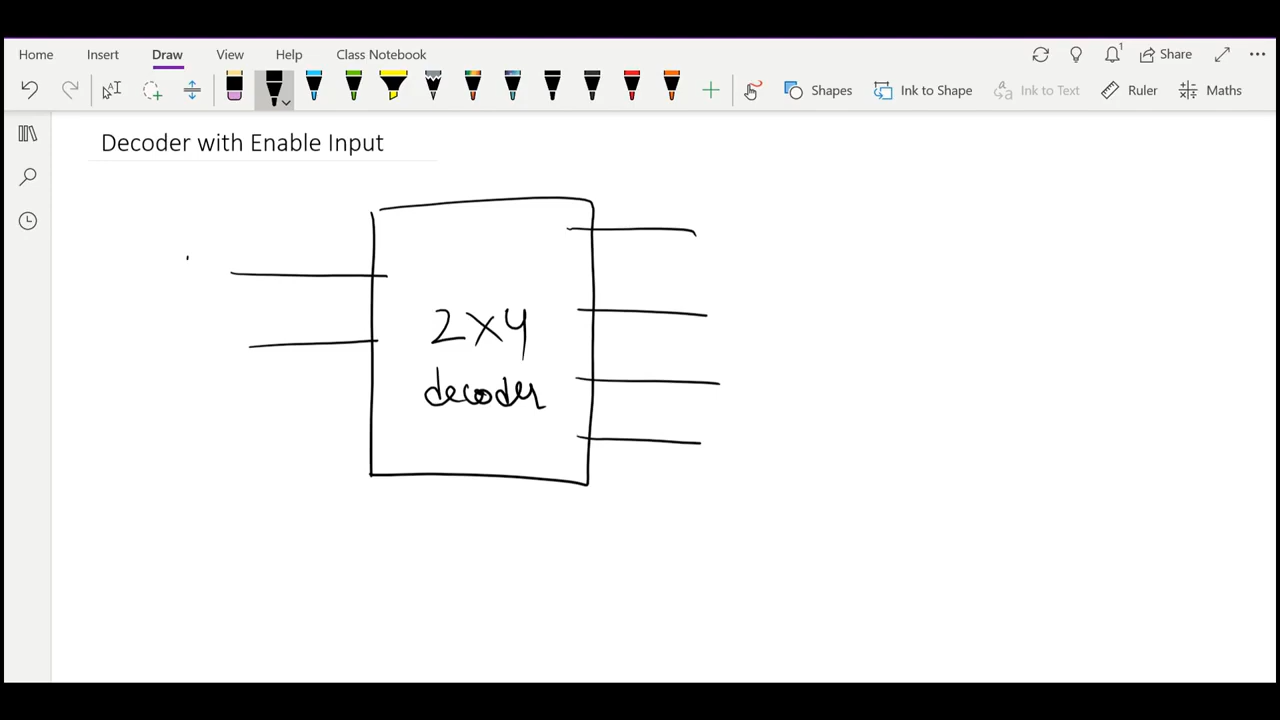 Home Insert Draw View Help Class Notebook
1 Share
Shapes Ink to Shape Ink to Text Ruler Maths
Decoder with Enable Input
2x4
decoder